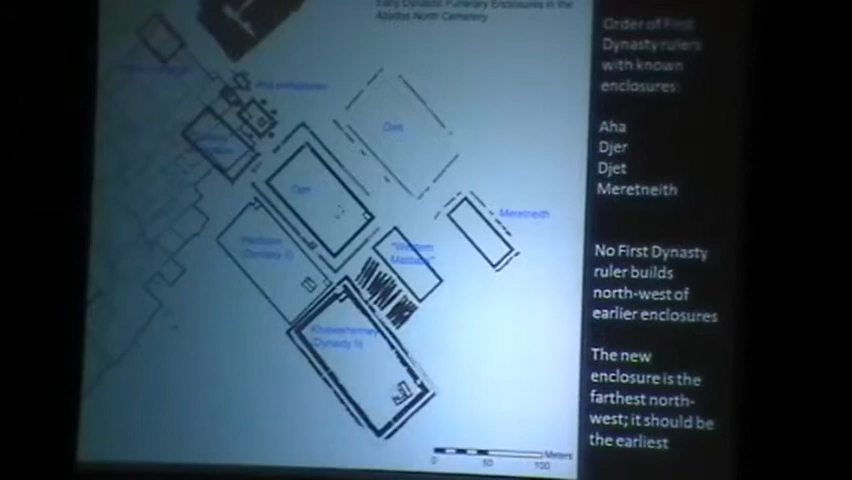 Early Dynastic Funerary Enclosures in the
Abydos North Cemetery
Order of First
Dynasty rulers
with known
enclosures:
Aha
Djer
Djet
Meretneith
No First Dynasty
ruler builds
north-west of
earlier enclosures
The new
enclosure is the
farthest north-
west; it should be
the earliest
Aha enclosures
Djet
Djer
Meretneith
"Western
Mastaba"
(Dynasty II)
Khasekhemwy
(Dynasty II)
Meters
0 50 100